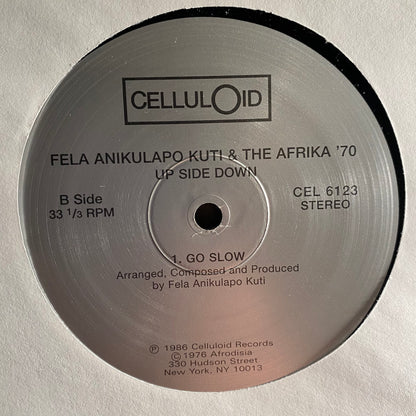 CELLULOID
FELA ANIKULAPO KUTI & THE AFRIKA '70
UP SIDE DOWN
B Side
33 1/3 RPM
CEL 6123
STEREO
1. GO SLOW
Arranged, Composed and Produced
by Fela Anikulapo Kuti
℗ 1986 Celluloid Records
© 1976 Afrodisia
330 Hudson Street
New York, NY 10013